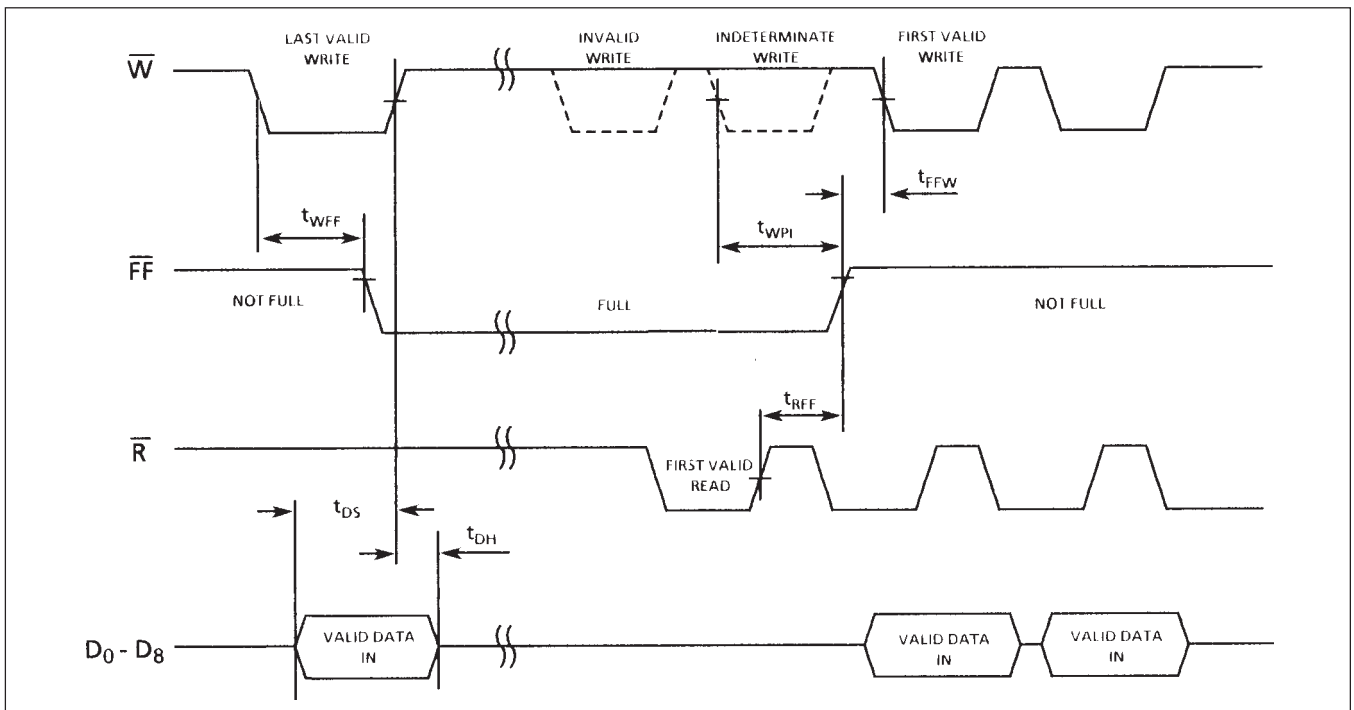 LAST VALID
WRITE
INVALID
WRITE
INDETERMINATE
WRITE
FIRST VALID
WRITE
W̅
tFFW
tWFF
tWPI
F̅F̅
NOT FULL
FULL
NOT FULL
tRFF
R̅
FIRST VALID
READ
tDS
tDH
D0 - D8
VALID DATA
IN
VALID DATA
IN
VALID DATA
IN